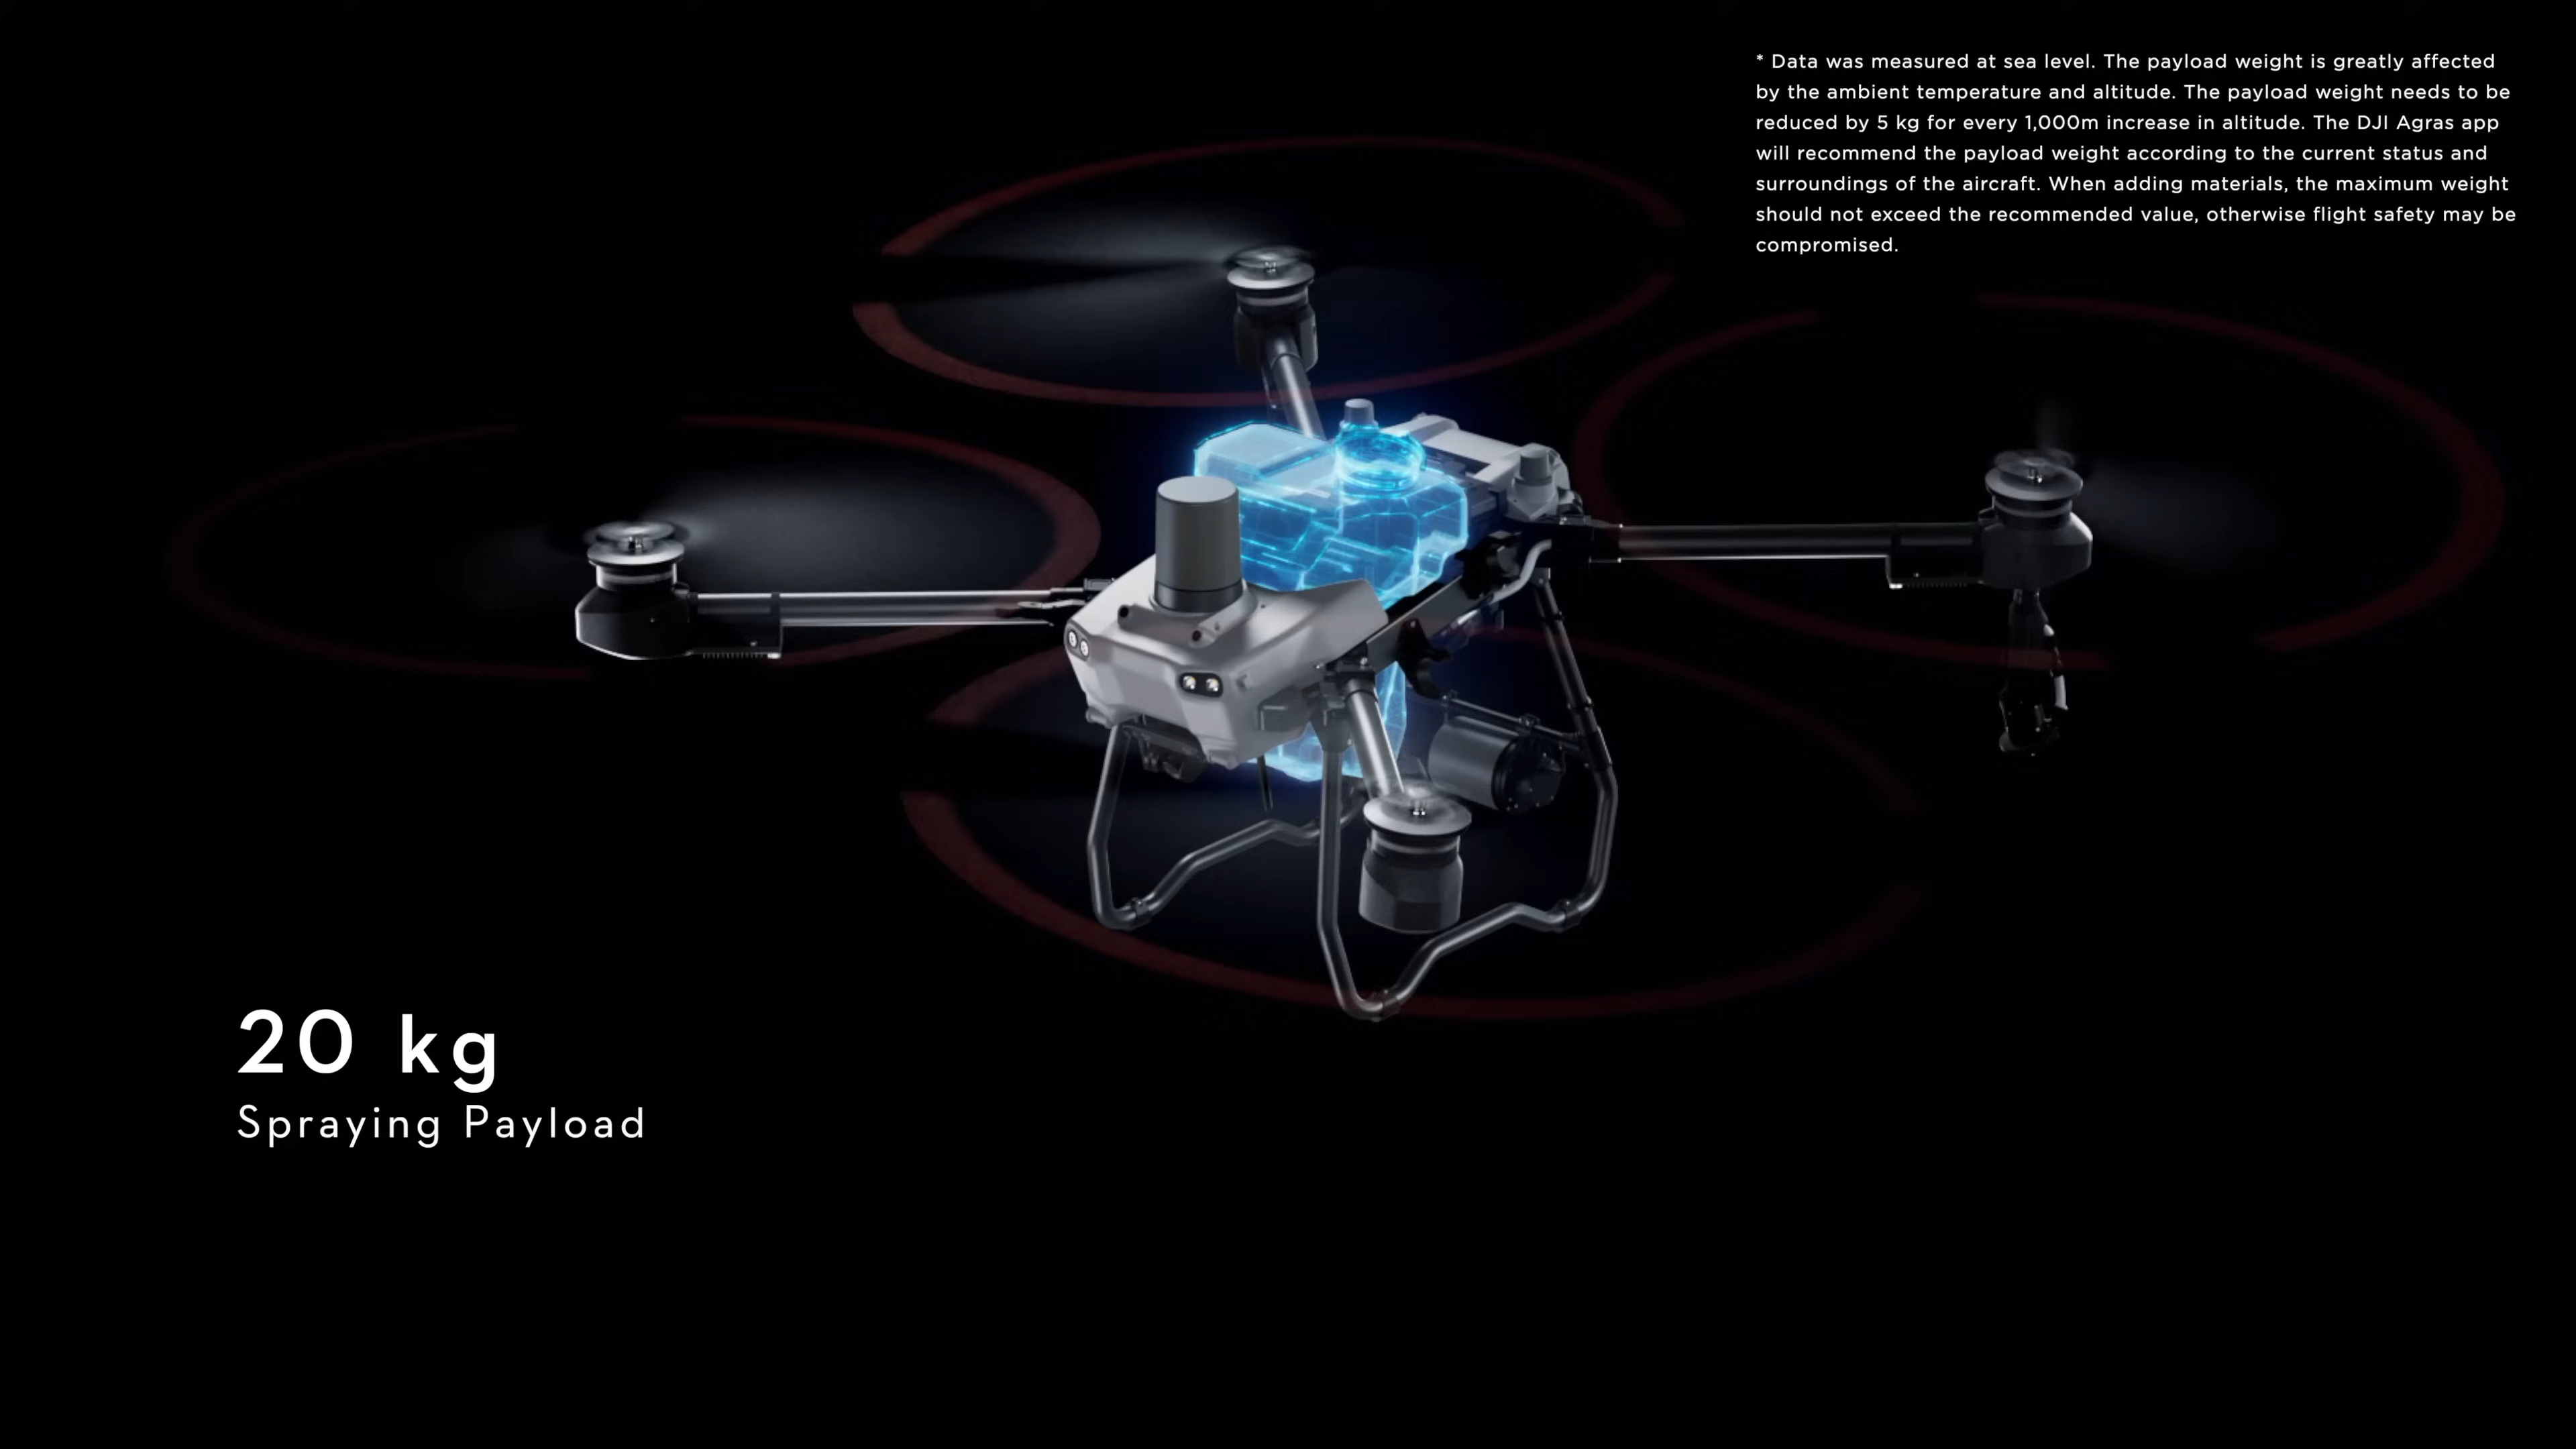 * Data was measured at sea level. The payload weight is greatly affected
by the ambient temperature and altitude. The payload weight needs to be
reduced by 5 kg for every 1,000m increase in altitude. The DJI Agras app
will recommend the payload weight according to the current status and
surroundings of the aircraft. When adding materials, the maximum weight
should not exceed the recommended value, otherwise flight safety may be
compromised.
20 kg
Spraying Payload